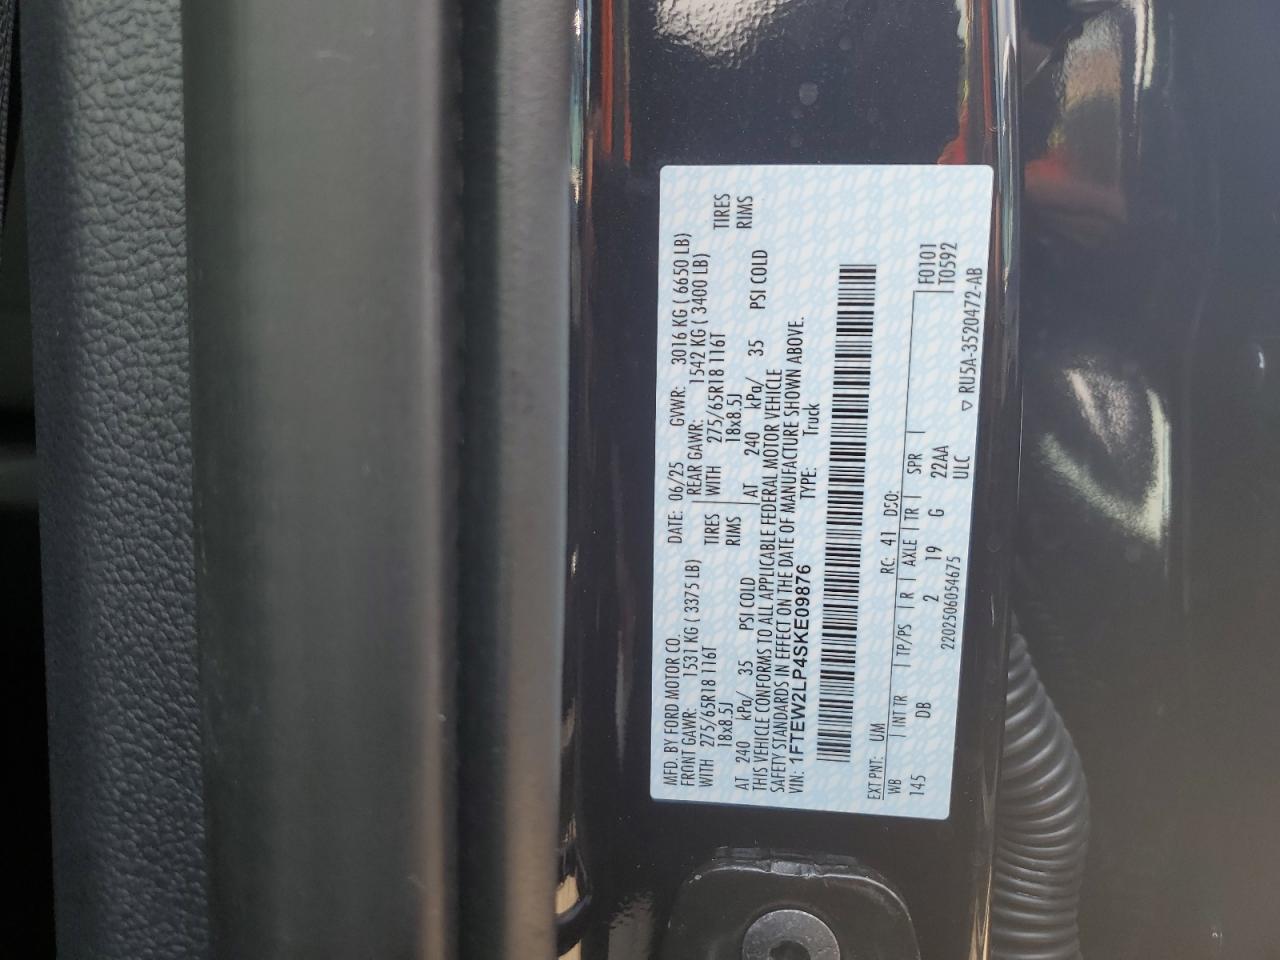 MFD. BY FORD MOTOR CO.
DATE: 06/25 GVWR: 3016 KG ( 6650 LB)
FRONT GAWR: 1531 KG ( 3375 LB)
REAR GAWR: 1542 KG ( 3400 LB)
WITH 275/65R18 116T TIRES
WITH 275/65R18 116T TIRES
18x8.5J RIMS
18x8.5J RIMS
AT 240 kPa/ 35 PSI COLD
AT 240 kPa/ 35 PSI COLD
THIS VEHICLE CONFORMS TO ALL APPLICABLE FEDERAL MOTOR VEHICLE
SAFETY STANDARDS IN EFFECT ON THE DATE OF MANUFACTURE SHOWN ABOVE.
VIN: 1FTEW2LP4SKE09876 TYPE: Truck
EXT PNT: UM RC: 41 DSO:
WB INT TR TP/PS R AXLE TR SPR F0101
145 DB 2 19 G 22AA T0592
2202506054675 ULC
▽ RU5A-3520472-AB